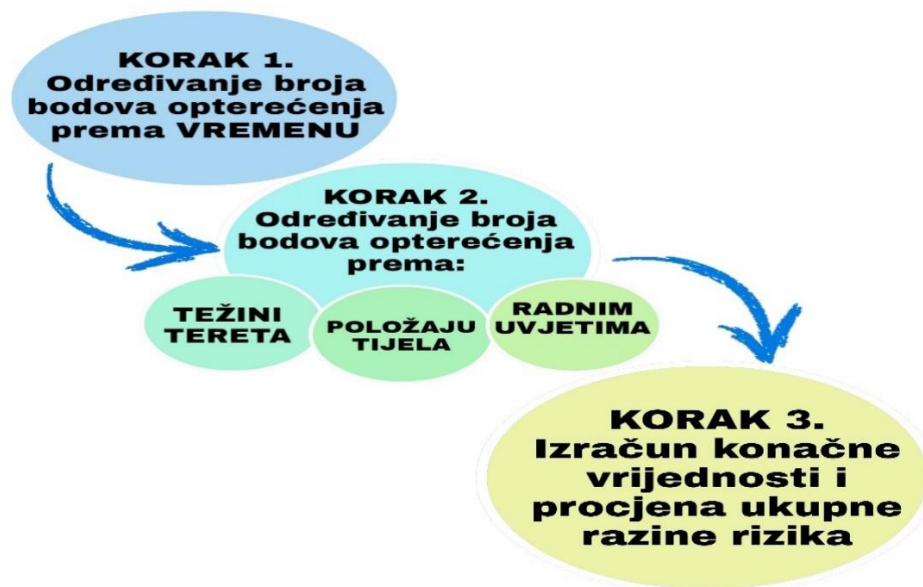 KORAK 1.
Određivanje broja
bodova opterećenja
prema VREMENU
KORAK 2.
Određivanje broja
bodova opterećenja
prema:
TEŽINI
TERETA
POLOŽAJU
TIJELA
RADNIM
UVJETIMA
KORAK 3.
Izračun konačne
vrijednosti i
procjena ukupne
razine rizika